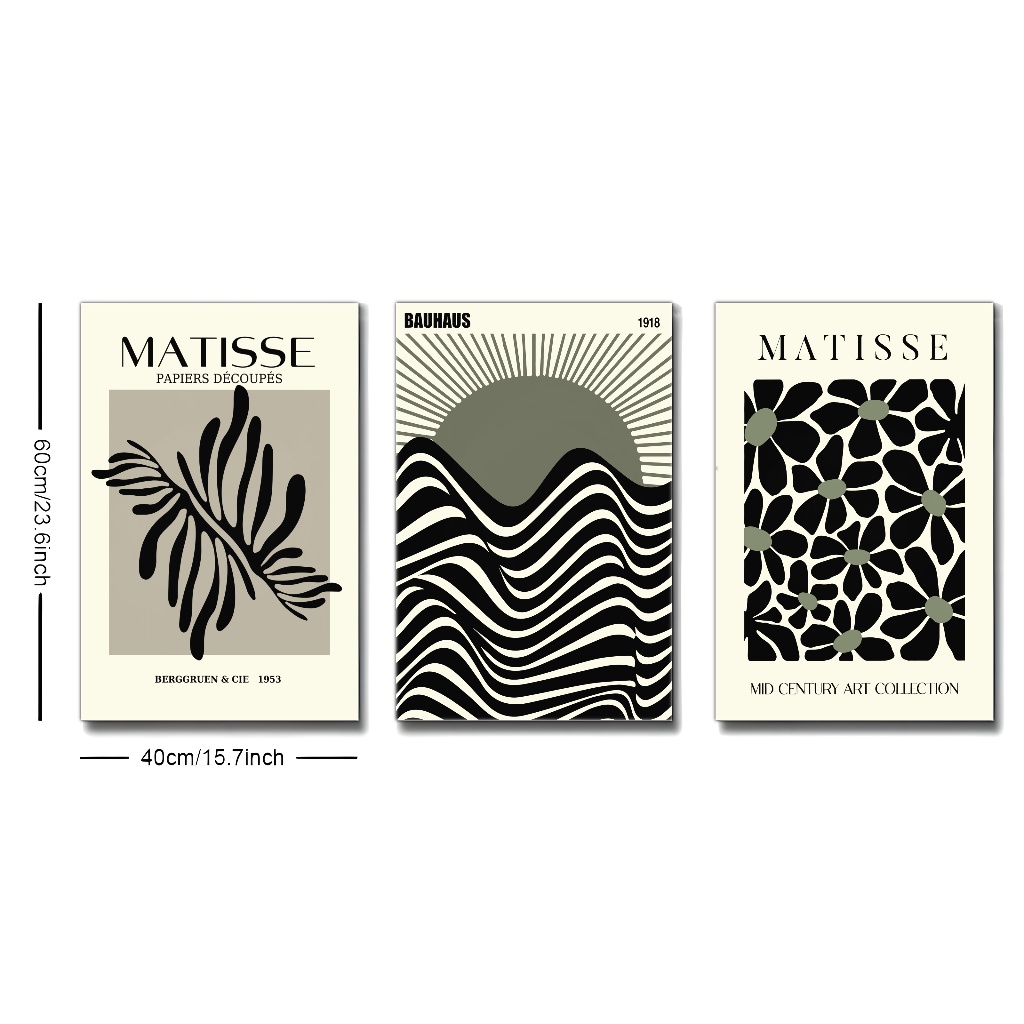 MATISSE
PAPIERS DÉCOUPÉS
BERGGRUEN & CIE 1953
BAUHAUS 1918
MATISSE
MID CENTURY ART COLLECTION
60cm/23.6inch
40cm/15.7inch